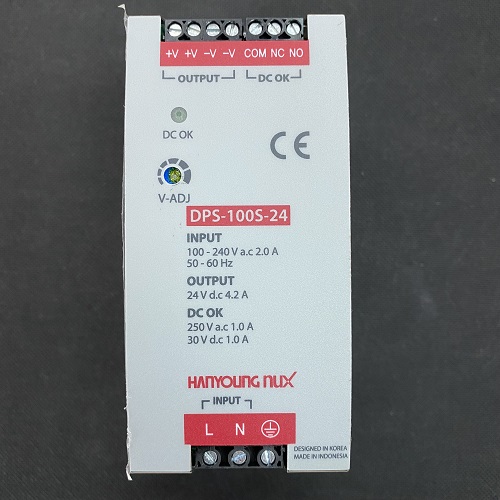 +V +V -V -V COM NC NO
OUTPUT DC OK
DC OK
CE
V-ADJ
DPS-100S-24
INPUT
100 - 240 V a.c 2.0 A
50 - 60 Hz
OUTPUT
24 V d.c 4.2 A
DC OK
250 V a.c 1.0 A
30 V d.c 1.0 A
HANYOUNG NUX
INPUT
L N
DESIGNED IN KOREA
MADE IN INDONESIA